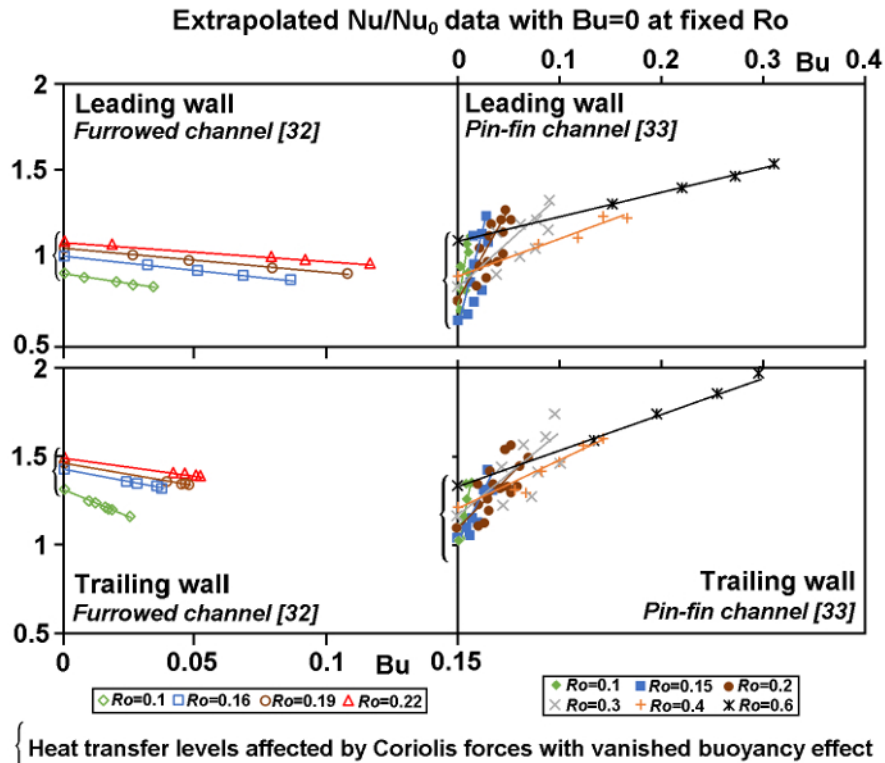 Extrapolated Nu/Nu₀ data with Bu=0 at fixed Ro
0 0.1 0.2 0.3 Bu 0.4
2
Leading wall
Furrowed channel [32]
Leading wall
Pin-fin channel [33]
1.5
1
0.5
2
1.5
1
Trailing wall
Furrowed channel [32]
Trailing wall
Pin-fin channel [33]
0.5
0 0.05 0.1 Bu 0.15
Ro=0.1 Ro=0.16 Ro=0.19 Ro=0.22
Ro=0.1 Ro=0.15 Ro=0.2
Ro=0.3 Ro=0.4 Ro=0.6
{ Heat transfer levels affected by Coriolis forces with vanished buoyancy effect